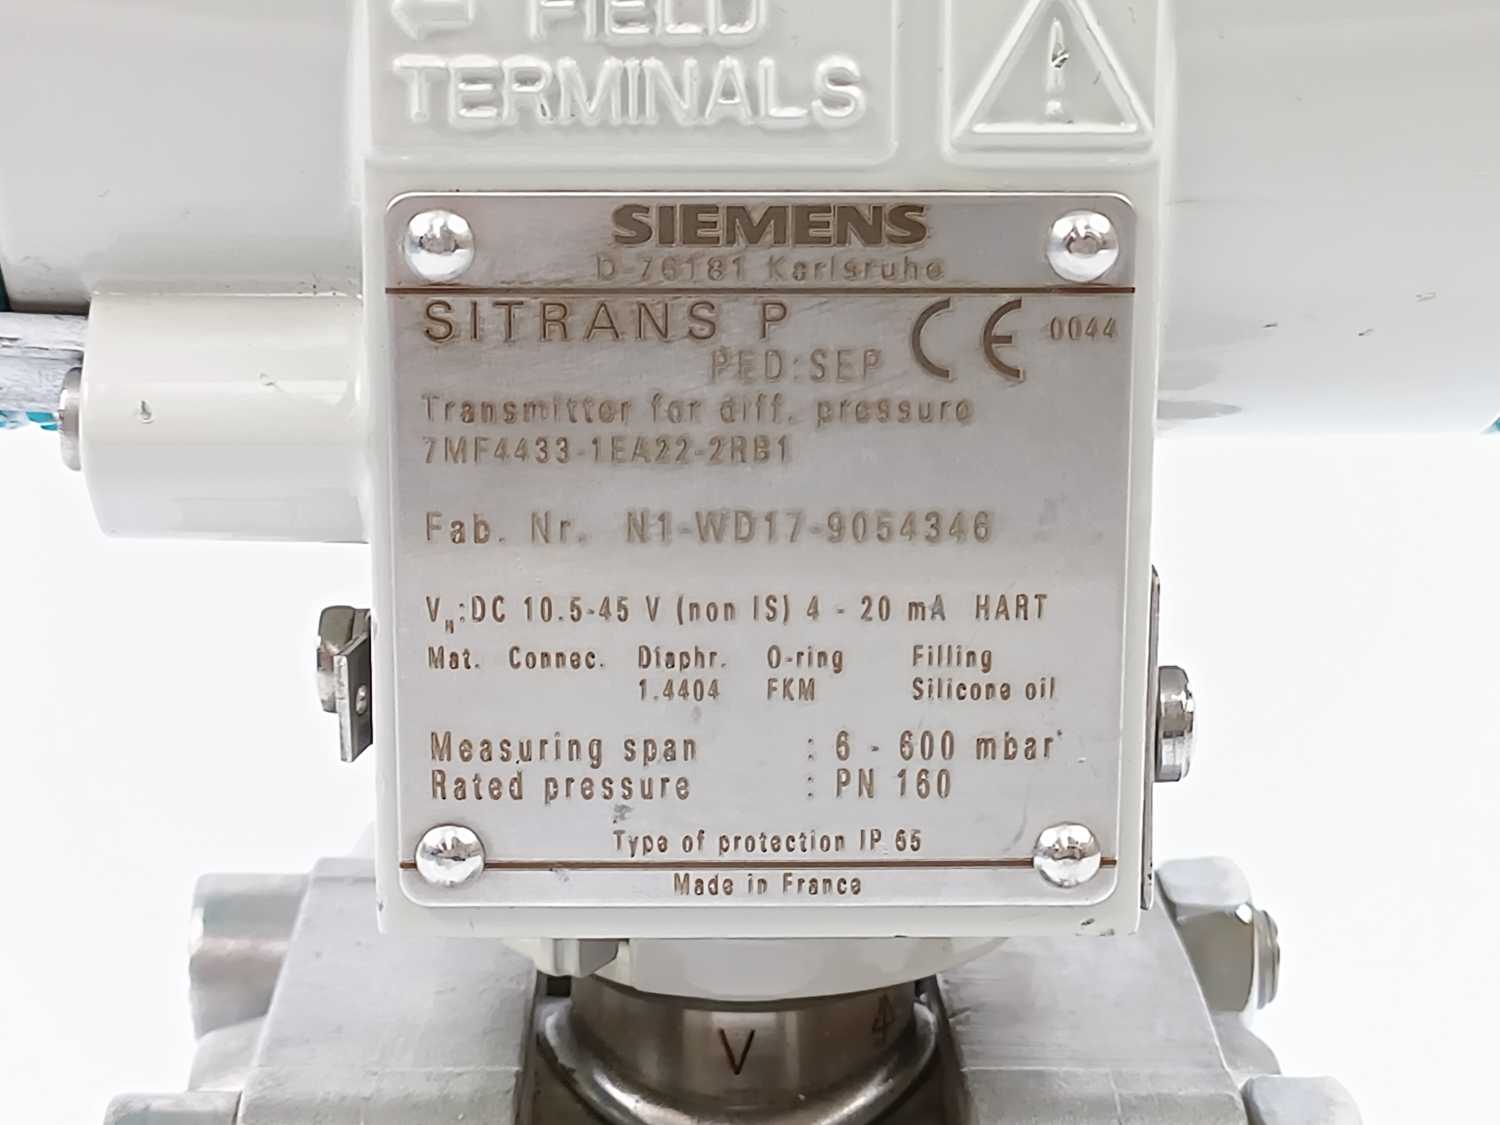 ← FIELD
TERMINALS
SIEMENS
D-76181 Karlsruhe
SITRANS P
PED:SEP
CE 0044
Transmitter for diff. pressure
7MF4433-1EA22-2RB1
Fab. Nr. N1-WD17-9054346
VH:DC 10.5-45 V (non IS) 4 - 20 mA HART
Mat. Connec. Diaphr. O-ring Filling
1.4404 FKM Silicone oil
Measuring span : 6 - 600 mbar
Rated pressure : PN 160
Type of protection IP 65
Made in France
V 4